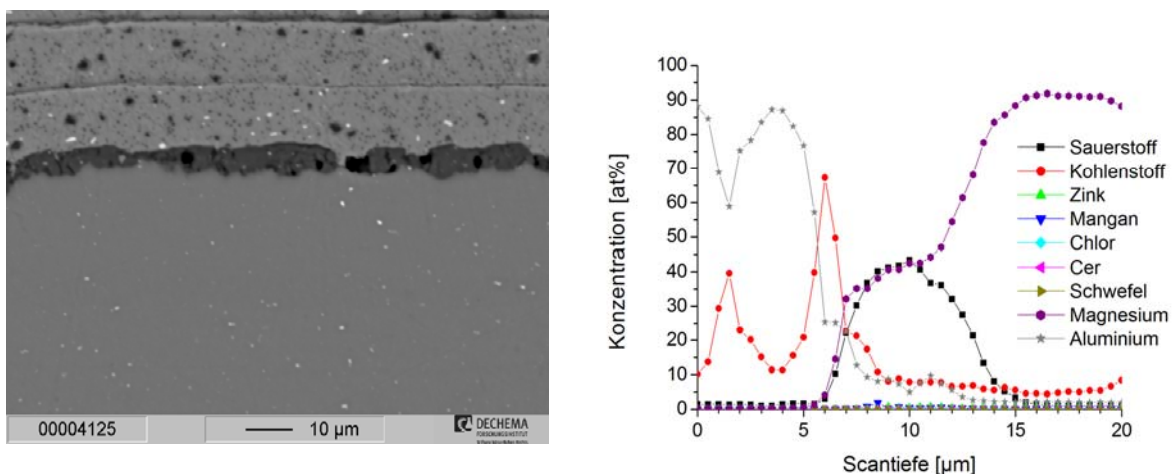 00004125
10 µm
DECHEMA
FORSCHUNGSINSTITUT
Konzentration [at%]
100
90
80
70
60
50
40
30
20
10
0
0
5
10
15
20
Scantiefe [µm]
Sauerstoff
Kohlenstoff
Zink
Mangan
Chlor
Cer
Schwefel
Magnesium
Aluminium